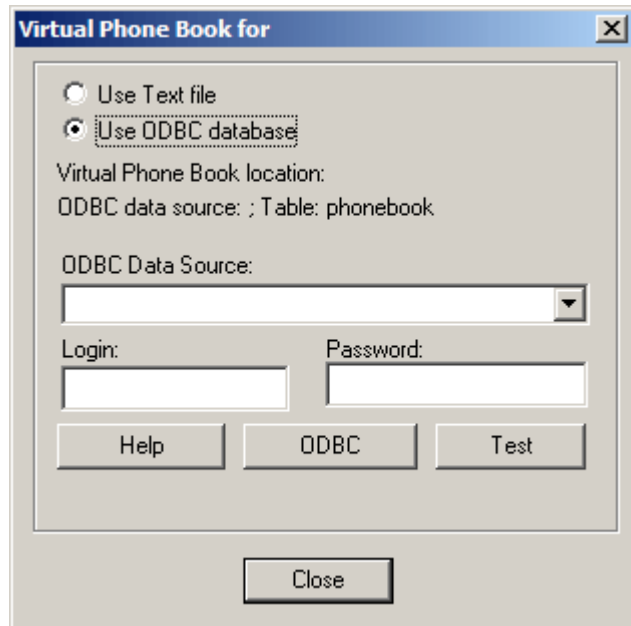 Virtual Phone Book for
Use Text file
Use ODBC database
Virtual Phone Book location:
ODBC data source: ; Table: phonebook
ODBC Data Source:
Login: Password:
Help ODBC Test
Close